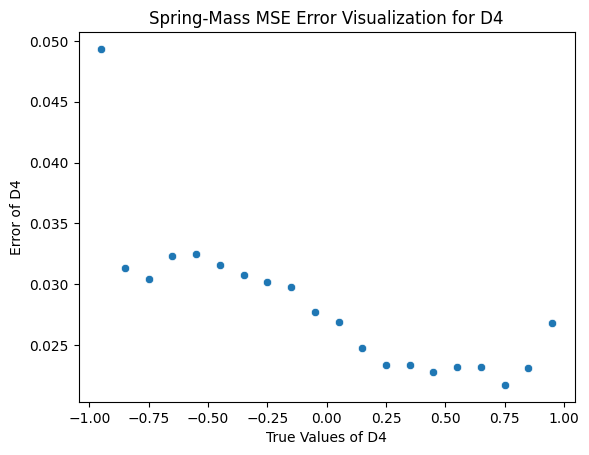 Spring-Mass MSE Error Visualization for D4
0.050
0.045
0.040
0.035
0.030
0.025
Error of D4
−1.00 −0.75 −0.50 −0.25 0.00 0.25 0.50 0.75 1.00
True Values of D4